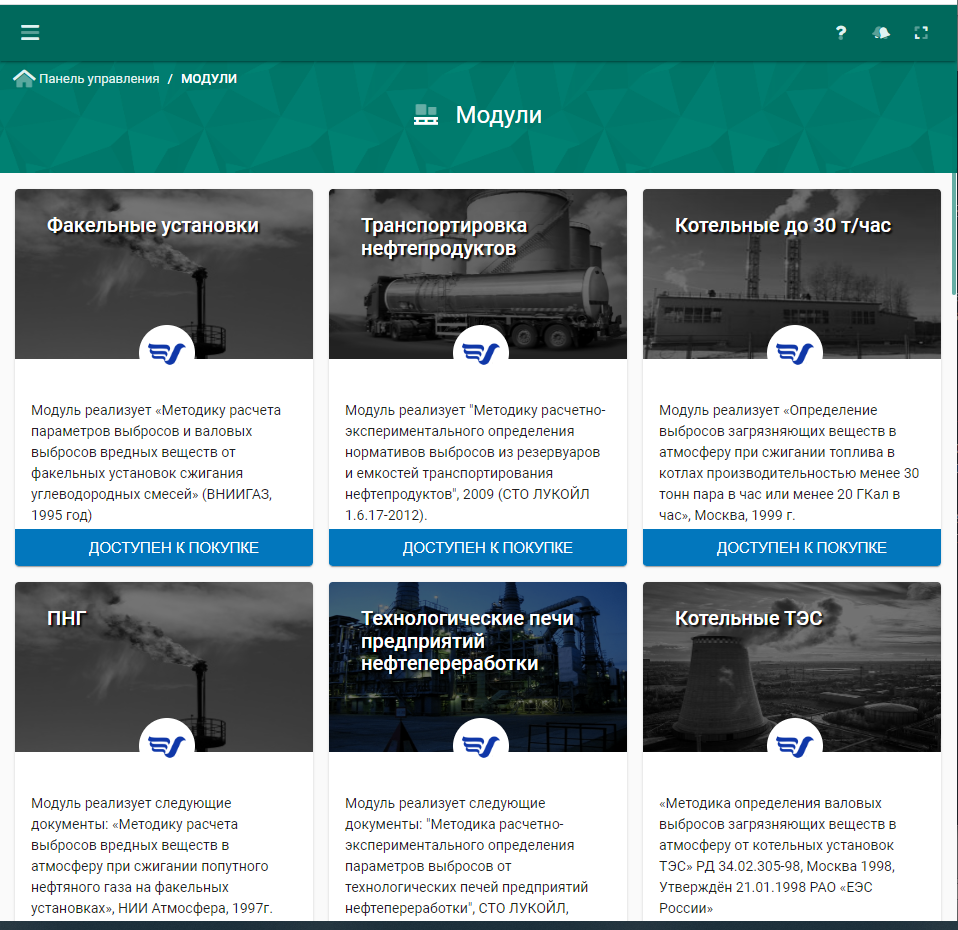 ?
Панель управления / МОДУЛИ
Модули
Факельные установки
Модуль реализует «Методику расчета
параметров выбросов и валовых
выбросов вредных веществ от
факельных установок сжигания
углеводородных смесей» (ВНИИГАЗ,
1995 год)
ДОСТУПЕН К ПОКУПКЕ
Транспортировка
нефтепродуктов
Модуль реализует "Методику расчетно-
экспериментального определения
нормативов выбросов из резервуаров
и емкостей транспортирования
нефтепродуктов", 2009 (СТО ЛУКОЙЛ
1.6.17-2012).
ДОСТУПЕН К ПОКУПКЕ
Котельные до 30 т/час
Модуль реализует «Определение
выбросов загрязняющих веществ в
атмосферу при сжигании топлива в
котлах производительностью менее 30
тонн пара в час или менее 20 ГКал в
час», Москва, 1999 г.
ДОСТУПЕН К ПОКУПКЕ
ПНГ
Модуль реализует следующие
документы: «Методику расчета
выбросов вредных веществ в
атмосферу при сжигании попутного
нефтяного газа на факельных
установках», НИИ Атмосфера, 1997г.
Технологические печи
предприятий
нефтепереработки
Модуль реализует следующие
документы: "Методика расчетно-
экспериментального определения
параметров выбросов от
технологических печей предприятий
нефтепереработки", СТО ЛУКОЙЛ,
Котельные ТЭС
«Методика определения валовых
выбросов загрязняющих веществ в
атмосферу от котельных установок
ТЭС» РД 34.02.305-98, Москва 1998,
Утверждён 21.01.1998 РАО «ЕЭС
России»